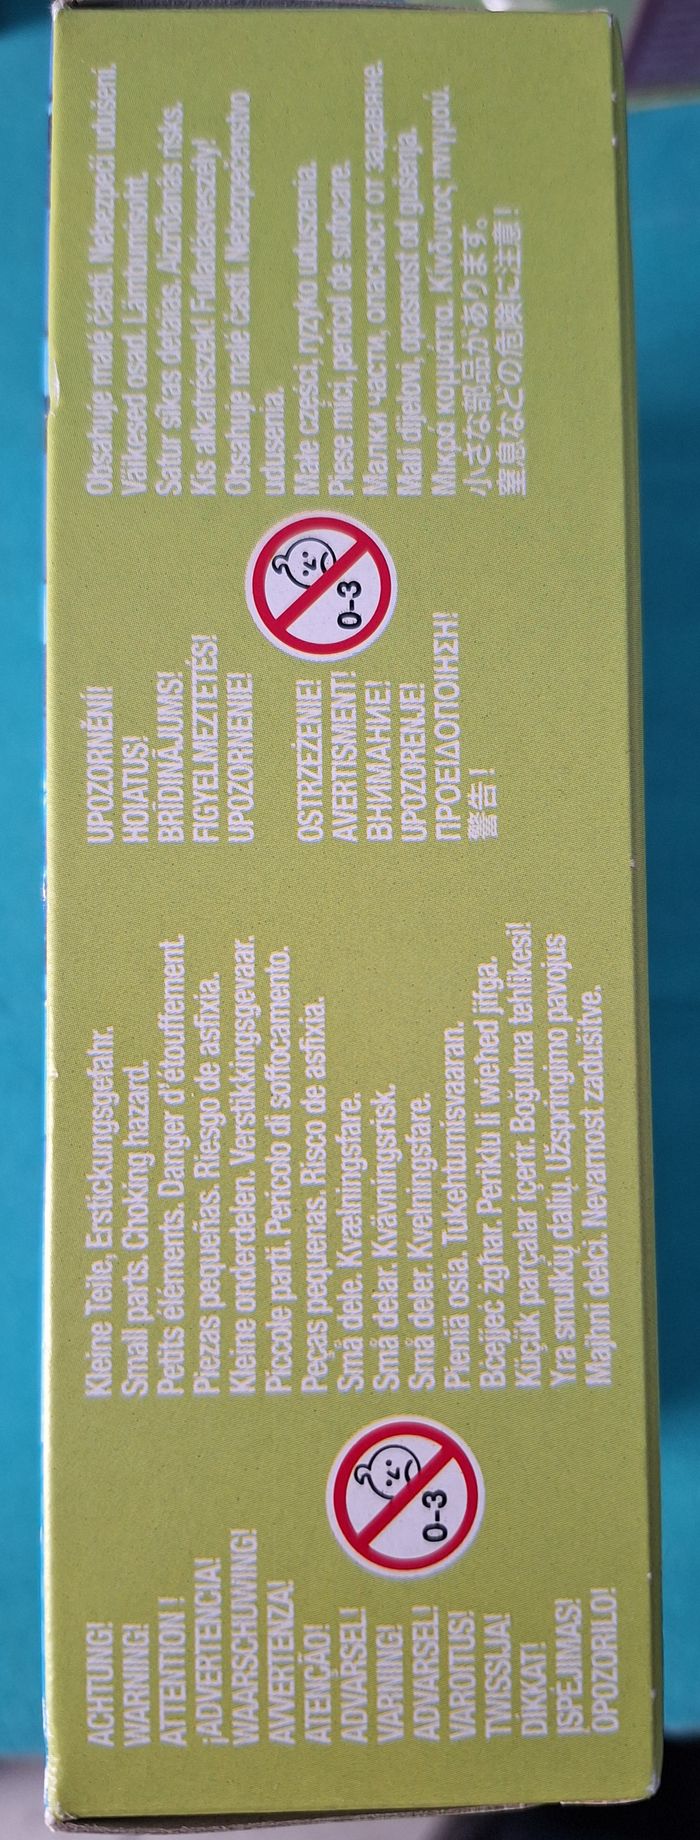 ACHTUNG!
WARNING!
ATTENTION !
¡ADVERTENCIA!
WAARSCHUWING!
AVVERTENZA!
ATENÇÃO!
ADVARSEL!
VARNING!
ADVARSEL!
VAROITUS!
TWISSIJA!
DİKKAT!
ĮSPĖJIMAS!
OPOZORILO!
0-3
Kleine Teile, Erstickungsgefahr.
Small parts. Choking hazard.
Petits éléments. Danger d'étouffement.
Piezas pequeñas. Riesgo de asfixia.
Kleine onderdelen. Verstikkingsgevaar.
Piccole parti. Pericolo di soffocamento.
Peças pequenas. Risco de asfixia.
Små dele. Kvælningsfare.
Små delar. Kvävningsrisk.
Små deler. Kvelningsfare.
Pieniä osia. Tukehtumisvaaran.
Bċejjeċ żgħar. Periklu li wieħed jifga.
Küçük parçalar içerir. Boğulma tehlikesi!
Yra smulkių dalių. Užspringimo pavojus
Majhni delci. Nevarnost zadušitve.
UPOZORNĚNÍ!
HOIATUS!
BRĪDINĀJUMS!
FIGYELMEZTETÉS!
UPOZORNENIE!
OSTRZEŻENIE!
AVERTISMENT!
ВНИМАНИЕ!
UPOZORENJE!
ΠΡΟΕΙΔΟΠΟΙΗΣΗ!
警告！
0-3
Obsahuje malé části. Nebezpečí udušení.
Väikesed osad. Lämbumisoht.
Satur sīkas detaļas. Aizrīšanās risks.
Kis alkatrészek! Fulladásveszély!
Obsahuje malé časti. Nebezpečenstvo
udusenia.
Małe części, ryzyko uduszenia.
Piese mici, pericol de sufocare.
Малки части, опасност от задавяне.
Mali dijelovi, opasnost od gušenja.
Μικρά κομμάτια. Κίνδυνος πνιγμού.
小さな部品があります。
窒息などの危険に注意！